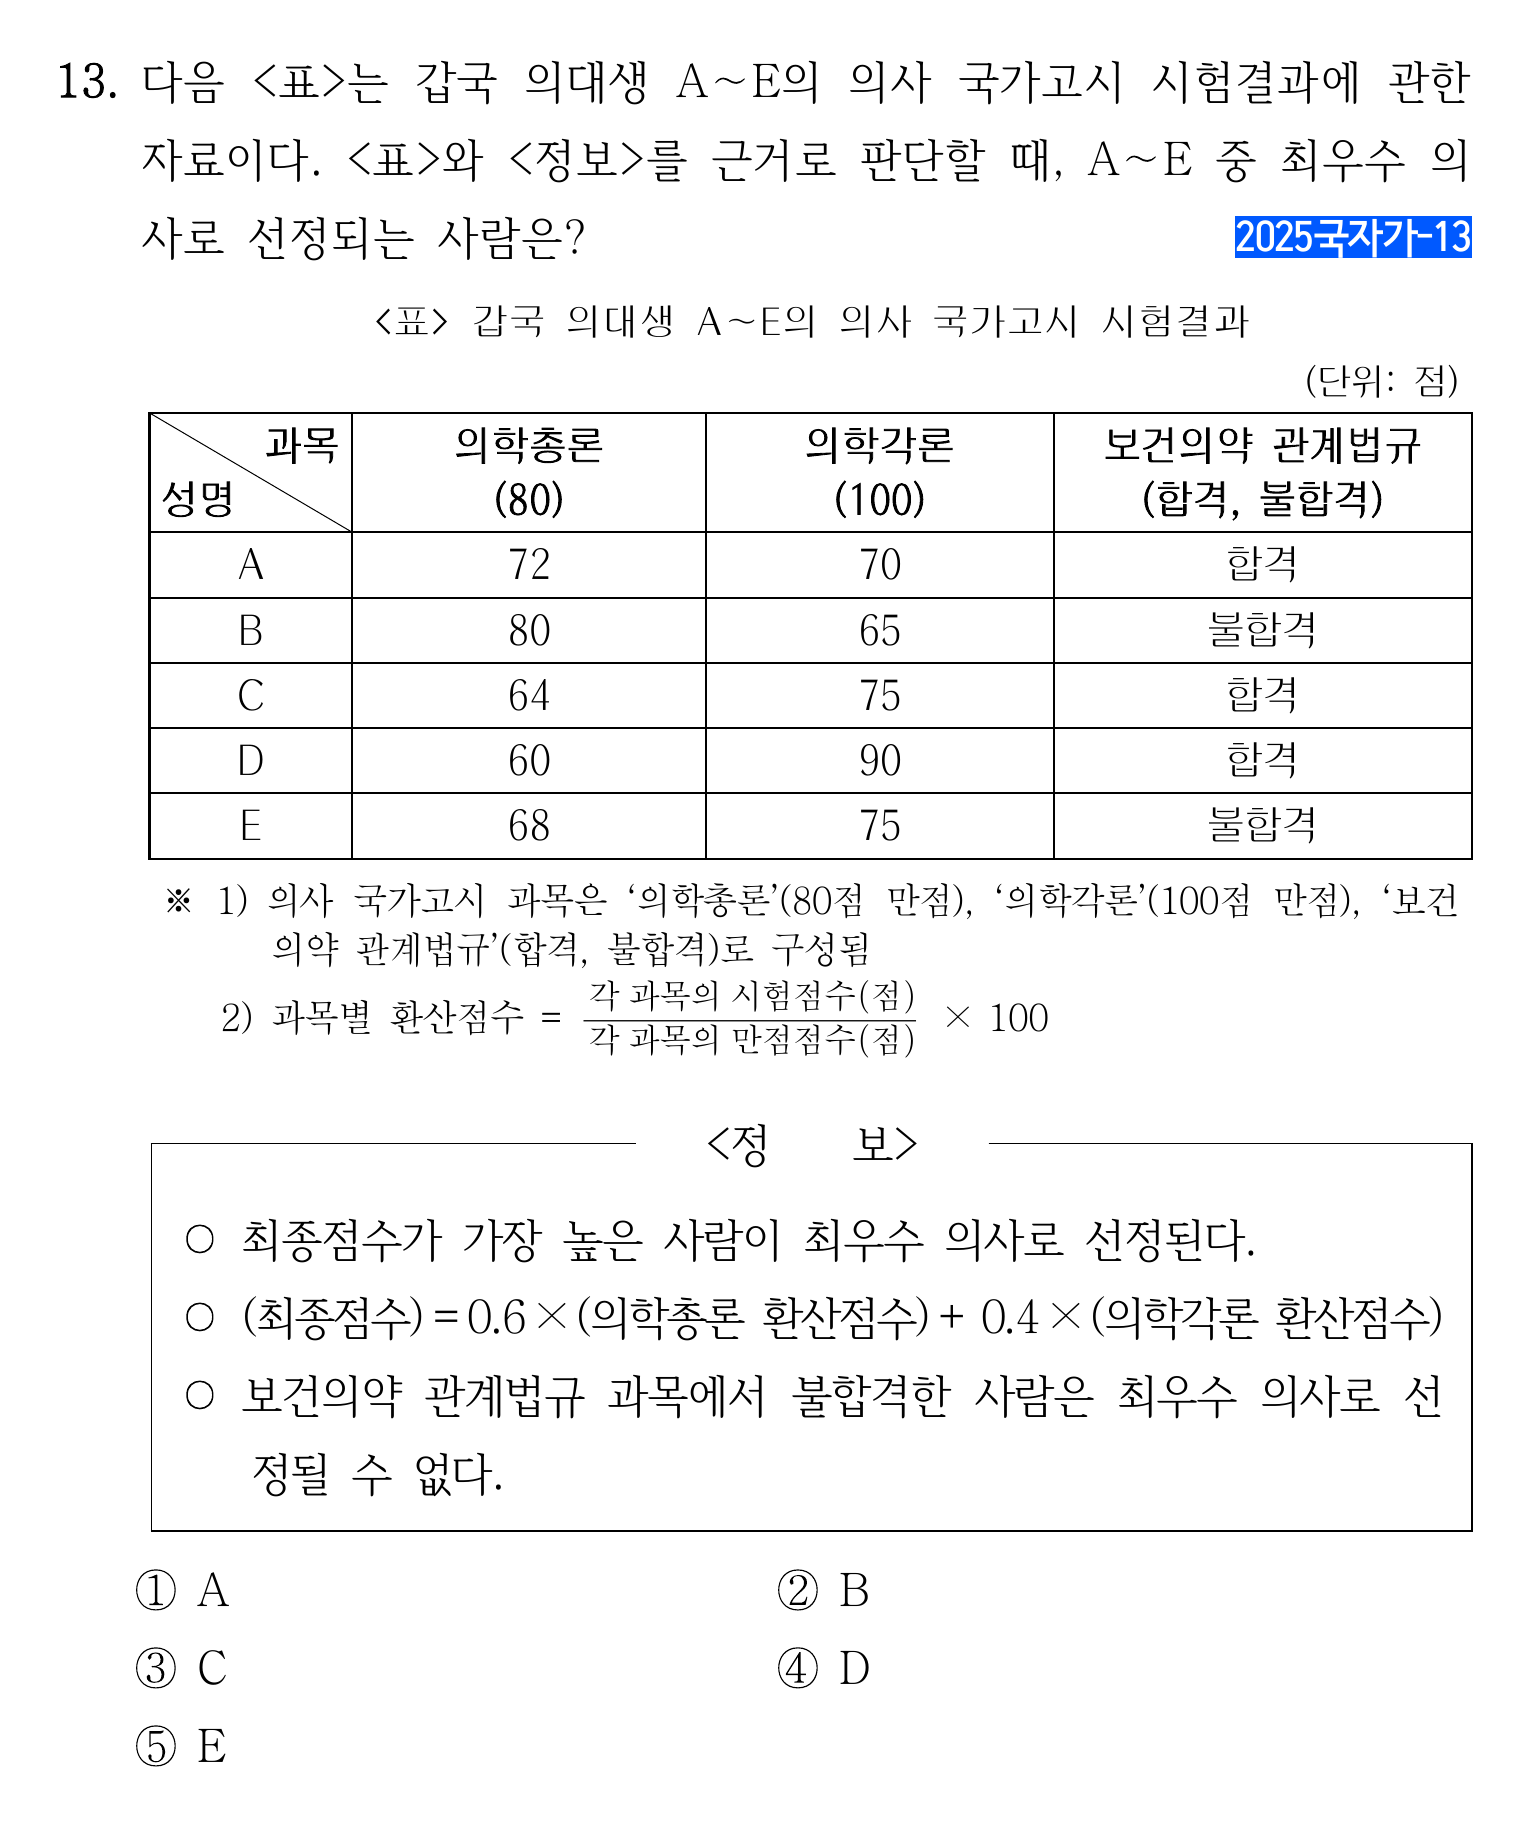 13. 다음 <표>는 갑국 의대생 A~E의 의사 국가고시 시험결과에 관한
자료이다. <표>와 <정보>를 근거로 판단할 때, A~E 중 최우수 의
사로 선정되는 사람은?
2025국자가-13
<표> 갑국 의대생 A~E의 의사 국가고시 시험결과
(단위: 점)
과목 성명 의학총론 (80) 의학각론 (100) 보건의약 관계법규 (합격, 불합격)
A 72 70 합격
B 80 65 불합격
C 64 75 합격
D 60 90 합격
E 68 75 불합격
※ 1) 의사 국가고시 과목은 ‘의학총론’(80점 만점), ‘의학각론’(100점 만점), ‘보건
의약 관계법규’(합격, 불합격)로 구성됨
2) 과목별 환산점수 = 각 과목의 시험점수(점) / 각 과목의 만점점수(점) × 100
<정 보>
○ 최종점수가 가장 높은 사람이 최우수 의사로 선정된다.
○ (최종점수)=0.6×(의학총론 환산점수)+ 0.4×(의학각론 환산점수)
○ 보건의약 관계법규 과목에서 불합격한 사람은 최우수 의사로 선
정될 수 없다.
① A ② B
③ C ④ D
⑤ E